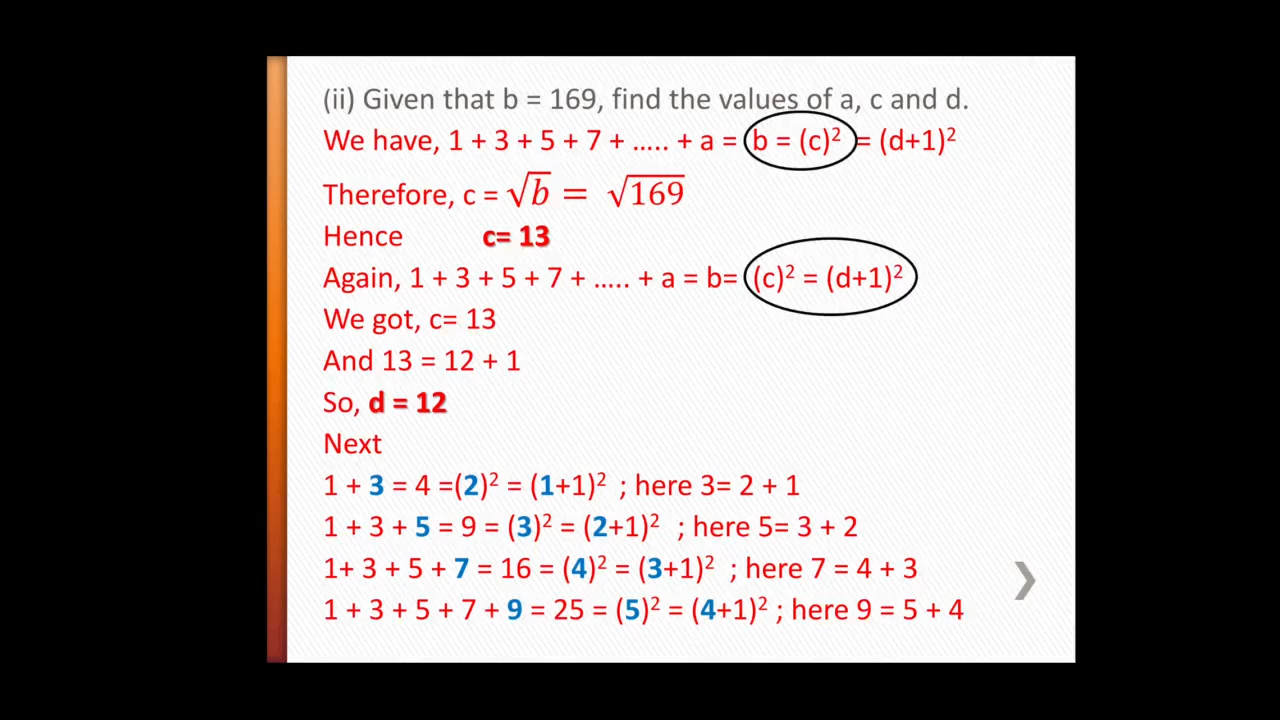 (ii) Given that b = 169, find the values of a, c and d.
We have, 1 + 3 + 5 + 7 + ..... + a = b = (c)² = (d+1)²
Therefore, c = √b = √169
Hence c= 13
Again, 1 + 3 + 5 + 7 + ..... + a = b= (c)² = (d+1)²
We got, c= 13
And 13 = 12 + 1
So, d = 12
Next
1 + 3 = 4 =(2)² = (1+1)² ; here 3= 2 + 1
1 + 3 + 5 = 9 = (3)² = (2+1)² ; here 5= 3 + 2
1+ 3 + 5 + 7 = 16 = (4)² = (3+1)² ; here 7 = 4 + 3
1 + 3 + 5 + 7 + 9 = 25 = (5)² = (4+1)² ; here 9 = 5 + 4